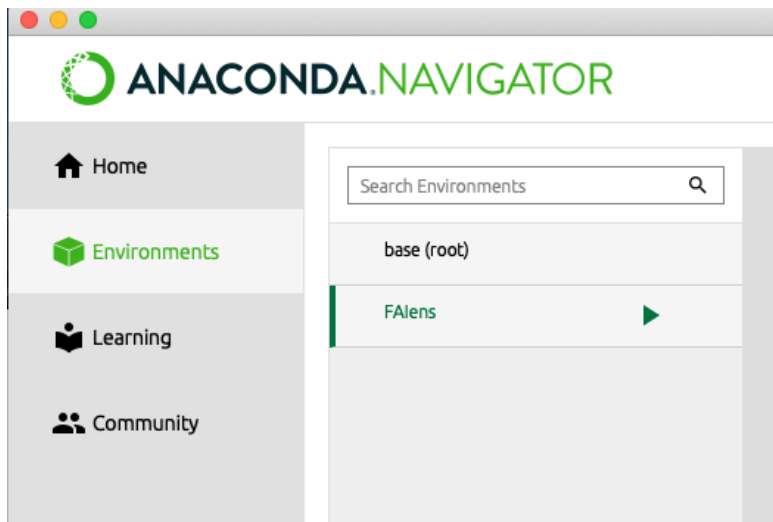 ANACONDA.NAVIGATOR
Home
Search Environments
Environments
base (root)
FAIens
Learning
Community